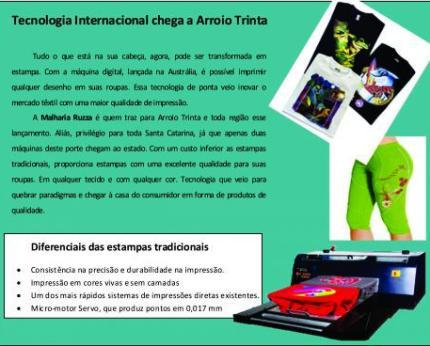 Tecnologia Internacional chega a Arroio Trinta
Tudo o que está na sua cabeça, agora, pode ser transformada em
estampas. Com a máquina digital, lançada na Austrália, é possível imprimir
qualquer desenho em suas roupas. Essa tecnologia de ponta veio inovar o
mercado têxtil com uma maior qualidade de impressão.
A Malharia Ruzza é quem traz para Arroio Trinta e toda região esse
lançamento. Aliás, privilégio para toda Santa Catarina, já que apenas duas
máquinas deste porte chegam ao estado. Com um custo inferior as estampas
tradicionais, proporciona estampas com uma excelente qualidade para suas
roupas. Em qualquer tecido e com qualquer cor. Tecnologia que veio para
quebrar paradigmas e chegar à casa do consumidor em forma de produtos de
qualidade.
Diferenciais das estampas tradicionais
• Consistência na precisão e durabilidade na impressão.
• Impressão em cores vivas e sem camadas
• Um dos mais rápidos sistemas de impressões diretas existentes.
• Micro-motor Servo, que produz pontos em 0,017 mm